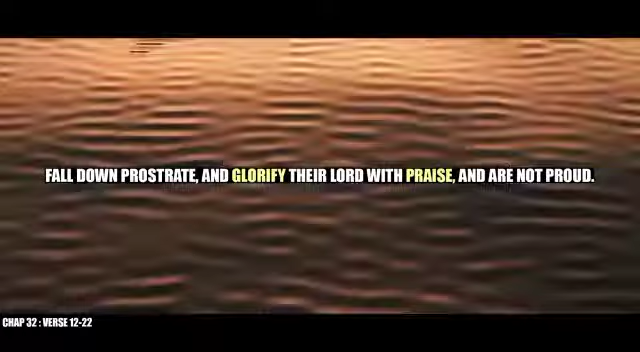 FALL DOWN PROSTRATE, AND GLORIFY THEIR LORD WITH PRAISE, AND ARE NOT PROUD.
CHAP 32 : VERSE 12-22